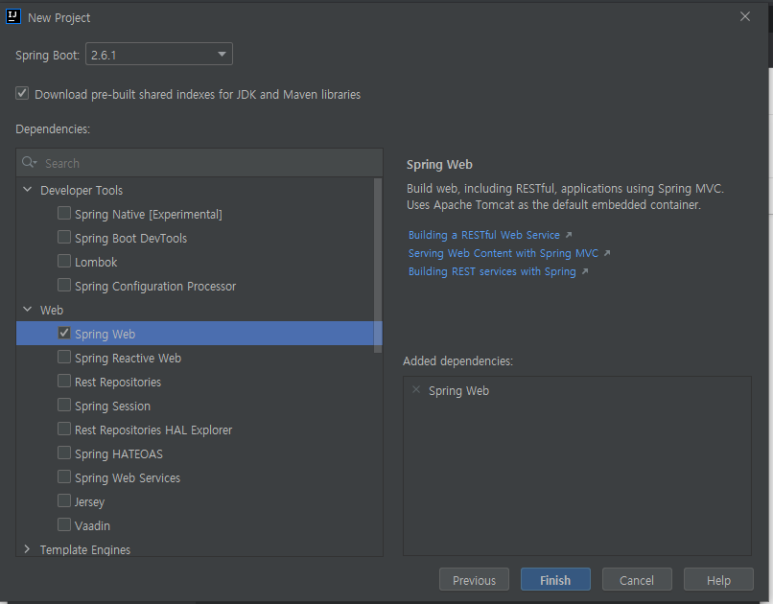 New Project
Spring Boot: 2.6.1
Download pre-built shared indexes for JDK and Maven libraries
Dependencies:
Search
Developer Tools
Spring Native [Experimental]
Spring Boot DevTools
Lombok
Spring Configuration Processor
Web
Spring Web
Spring Reactive Web
Rest Repositories
Spring Session
Rest Repositories HAL Explorer
Spring HATEOAS
Spring Web Services
Jersey
Vaadin
Template Engines
Spring Web
Build web, including RESTful, applications using Spring MVC.
Uses Apache Tomcat as the default embedded container.
Building a RESTful Web Service
Serving Web Content with Spring MVC
Building REST services with Spring
Added dependencies:
Spring Web
Previous Finish Cancel Help